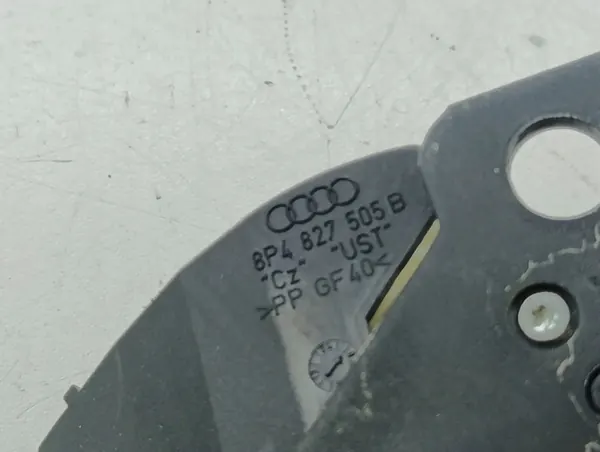 8P4 827 505 B
"CZ" "UST"
>PP GF40<